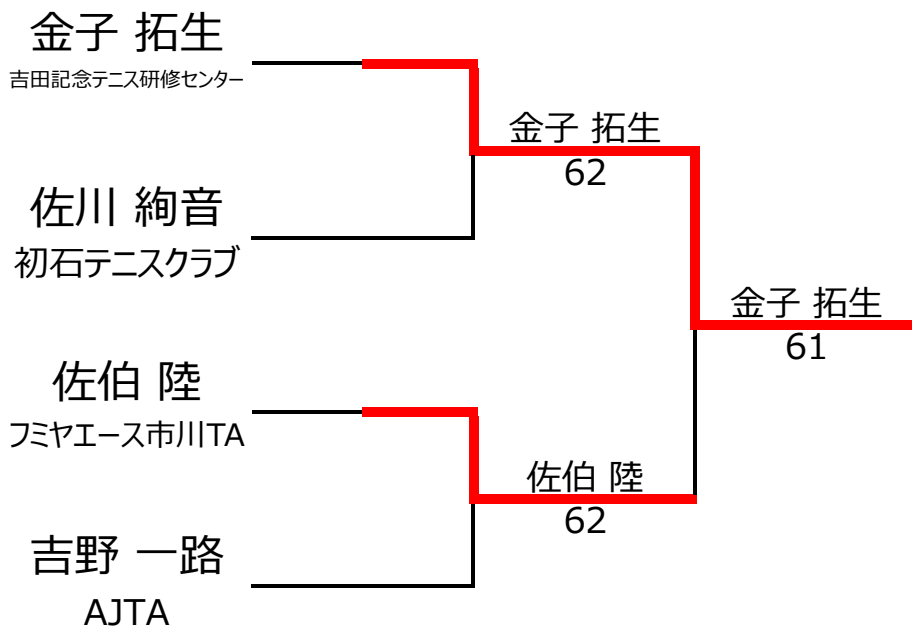 金子 拓生
吉田記念テニス研修センター
金子 拓生
62
佐川 絢音
初石テニスクラブ
金子 拓生
61
佐伯 陸
フミヤエース市川TA
佐伯 陸
62
吉野 一路
AJTA